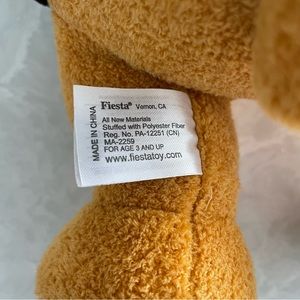 Fiesta® Vernon, CA
All New Materials
Stuffed with Polyester Fiber
Reg. No. PA-12251 (CN)
MA-2259
FOR AGE 3 AND UP
www.fiestatoy.com
MADE IN CHINA